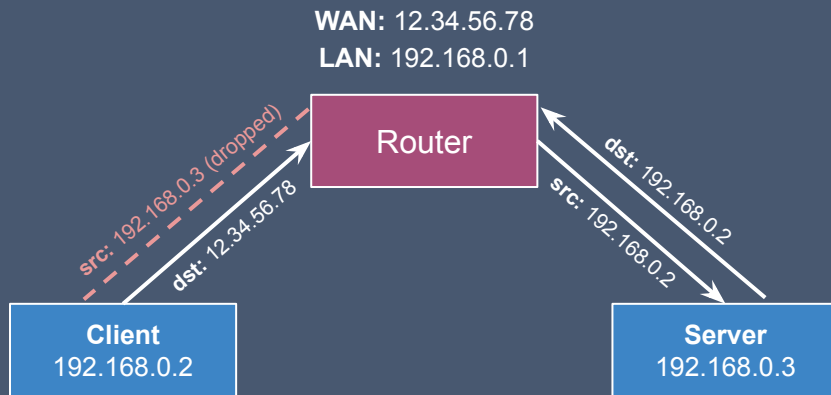 WAN: 12.34.56.78
LAN: 192.168.0.1
Router
src: 192.168.0.3 (dropped)
dst: 12.34.56.78
dst: 192.168.0.2
src: 192.168.0.2
Client
192.168.0.2
Server
192.168.0.3